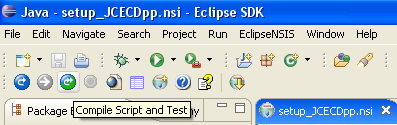 Java - setup_JCECDpp.nsi - Eclipse SDK
File Edit Navigate Search Project Run EclipseNSIS Window Help
Package E
Compile Script and Test
setup_JCECDpp.nsi